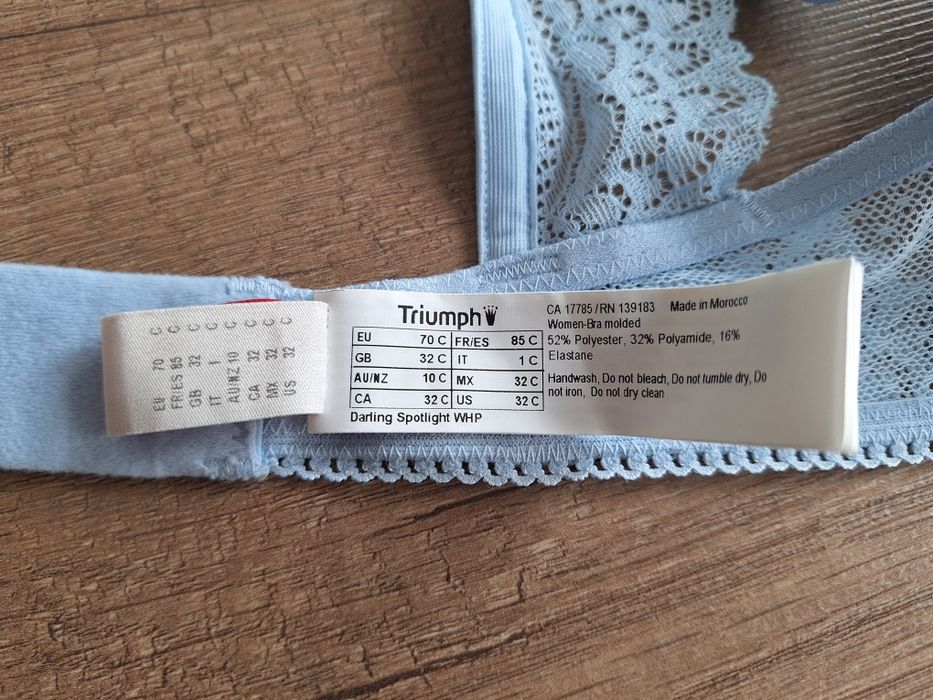 EU 70 C
FR/ES 85 C
GB 32 C
IT 1 C
AU/NZ 10 C
CA 32 C
MX 32 C
US 32 C
Triumph
EU 70 C FR/ES 85 C
GB 32 C IT 1 C
AU/NZ 10 C MX 32 C
CA 32 C US 32 C
Darling Spotlight WHP
CA 17785 / RN 139183 Made in Morocco
Women-Bra molded
52% Polyester, 32% Polyamide, 16%
Elastane
Handwash, Do not bleach, Do not tumble dry, Do
not iron, Do not dry clean